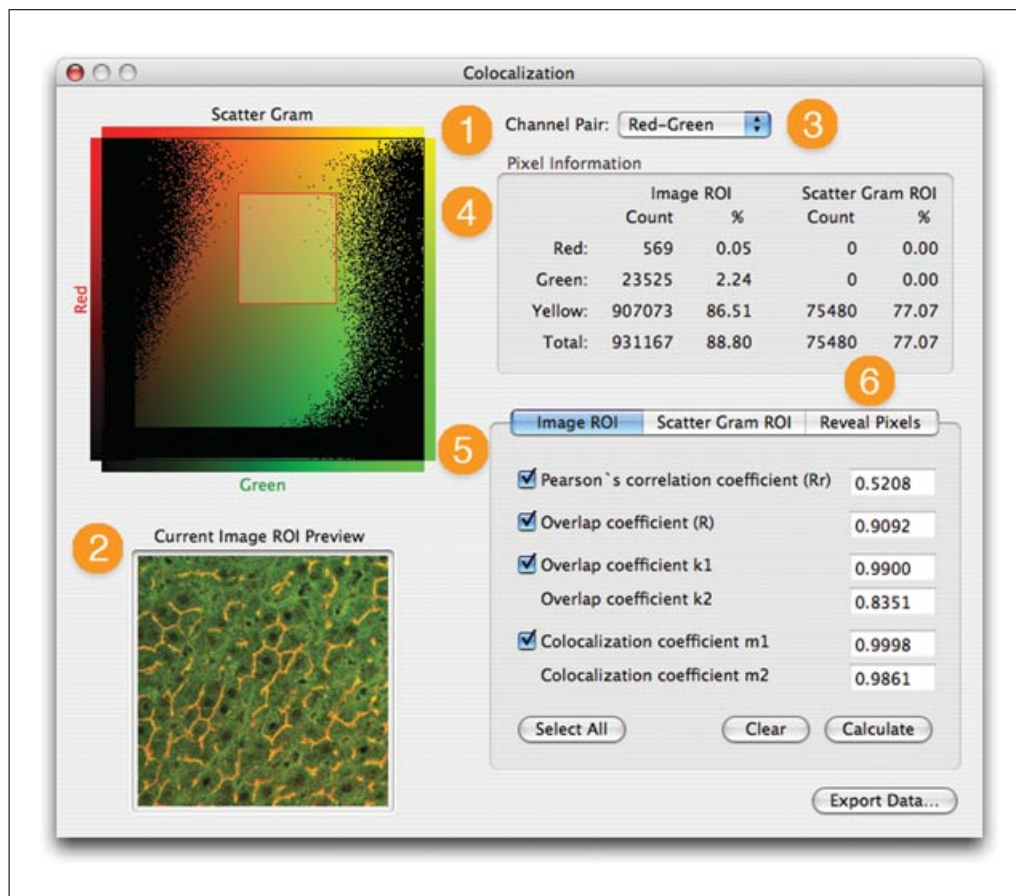 Colocalization
Scatter Gram
Red
Green
1
Channel Pair: Red-Green
3
Pixel Information
4
Image ROI Scatter Gram ROI
Count % Count %
Red: 569 0.05 0 0.00
Green: 23525 2.24 0 0.00
Yellow: 907073 86.51 75480 77.07
Total: 931167 88.80 75480 77.07
6
Image ROI Scatter Gram ROI Reveal Pixels
5
Pearson`s correlation coefficient (Rr) 0.5208
Overlap coefficient (R) 0.9092
Overlap coefficient k1 0.9900
Overlap coefficient k2 0.8351
Colocalization coefficient m1 0.9998
Colocalization coefficient m2 0.9861
Select All Clear Calculate
Export Data...
2
Current Image ROI Preview